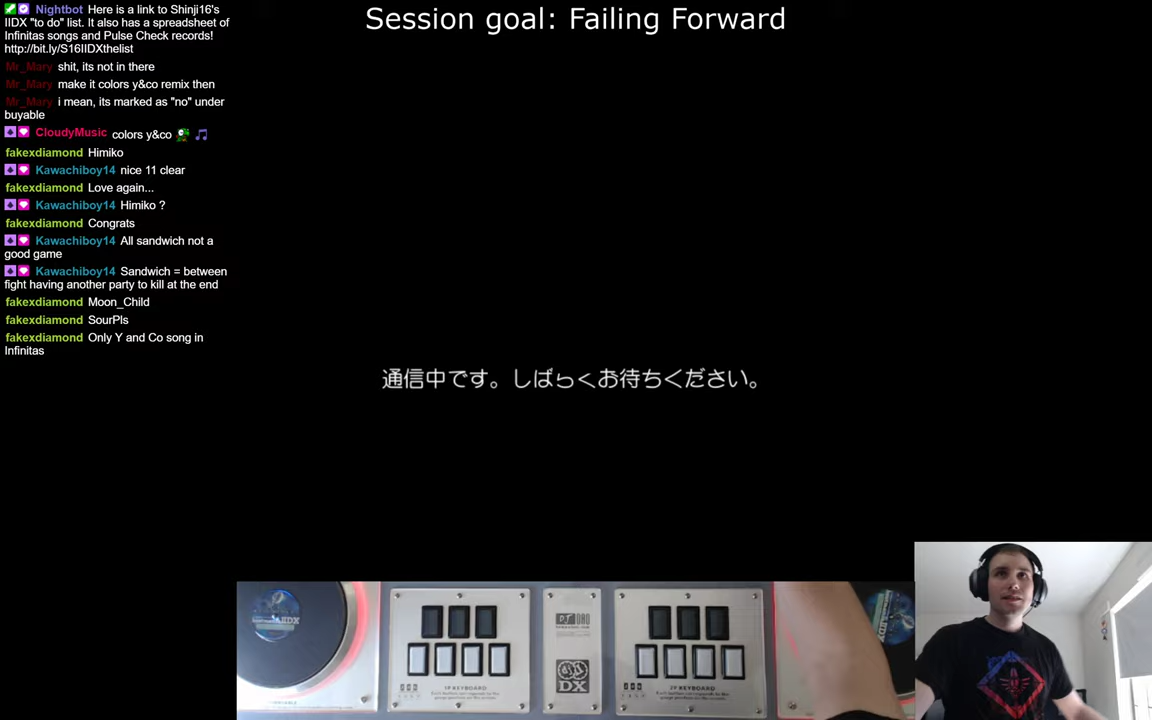 Session goal: Failing Forward
Nightbot Here is a link to Shinji16's
IIDX "to do" list. It also has a spreadsheet of
Infinitas songs and Pulse Check records!
http://bit.ly/S16IIDXthelist
Mr_Mary shit, its not in there
Mr_Mary make it colors y&co remix then
Mr_Mary i mean, its marked as "no" under
buyable
CloudyMusic colors y&co
fakexdiamond Himiko
Kawachiboy14 nice 11 clear
fakexdiamond Love again...
Kawachiboy14 Himiko ?
fakexdiamond Congrats
Kawachiboy14 All sandwich not a
good game
Kawachiboy14 Sandwich = between
fight having another party to kill at the end
fakexdiamond Moon_Child
fakexdiamond SourPls
fakexdiamond Only Y and Co song in
Infinitas
通信中です。しばらくお待ちください。
IIDX
1P KEYBOARD
DX
2P KEYBOARD